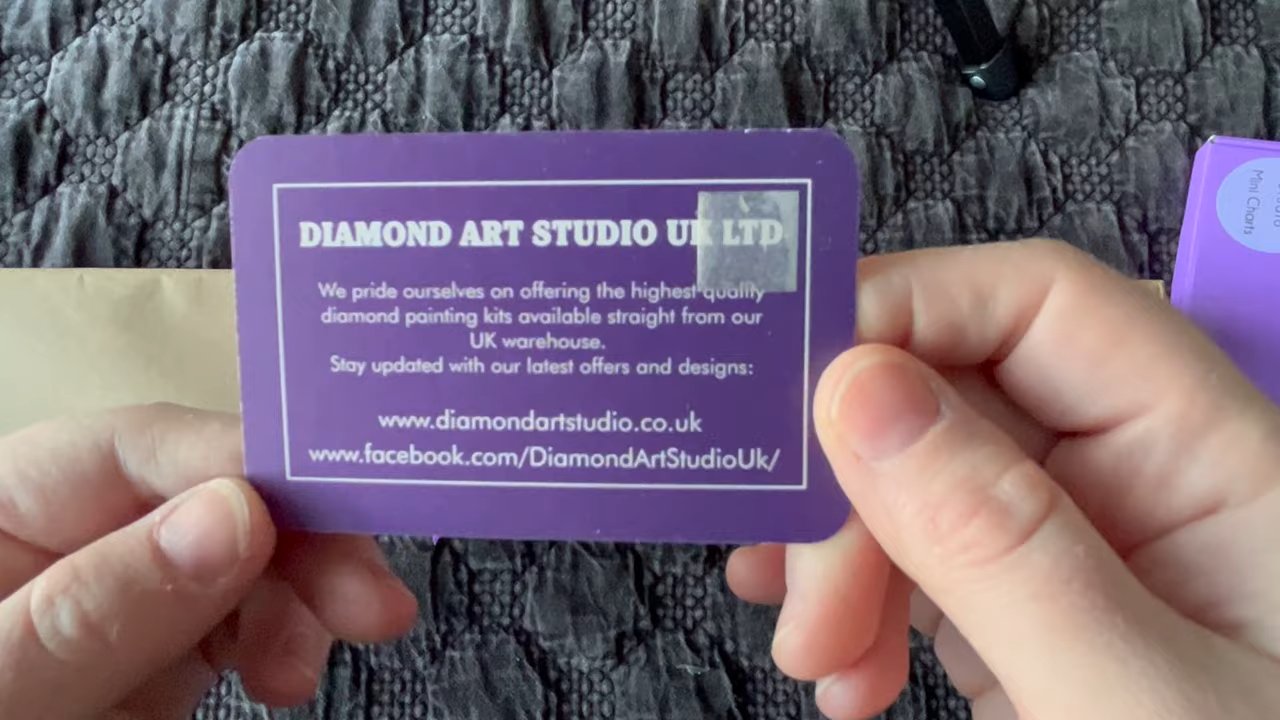 DIAMOND ART STUDIO UK LTD
We pride ourselves on offering the highest quality
diamond painting kits available straight from our
UK warehouse.
Stay updated with our latest offers and designs:
www.diamondartstudio.co.uk
www.facebook.com/DiamondArtStudioUk/
Mini Charts